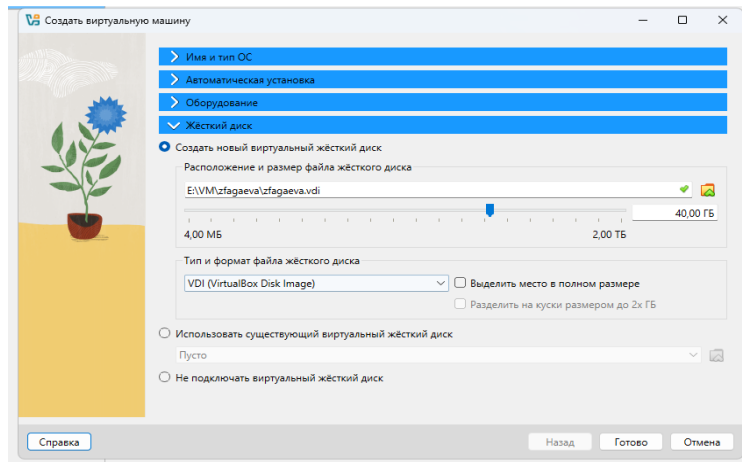 Создать виртуальную машину
Имя и тип ОС
Автоматическая установка
Оборудование
Жёсткий диск
Создать новый виртуальный жёсткий диск
Расположение и размер файла жёсткого диска
E:\VM\zfagaeva\zfagaeva.vdi
40,00 ГБ
4,00 МБ 2,00 ТБ
Тип и формат файла жёсткого диска
VDI (VirtualBox Disk Image) Выделить место в полном размере
Разделить на куски размером до 2х ГБ
Использовать существующий виртуальный жёсткий диск
Пусто
Не подключать виртуальный жёсткий диск
Справка Назад Готово Отмена